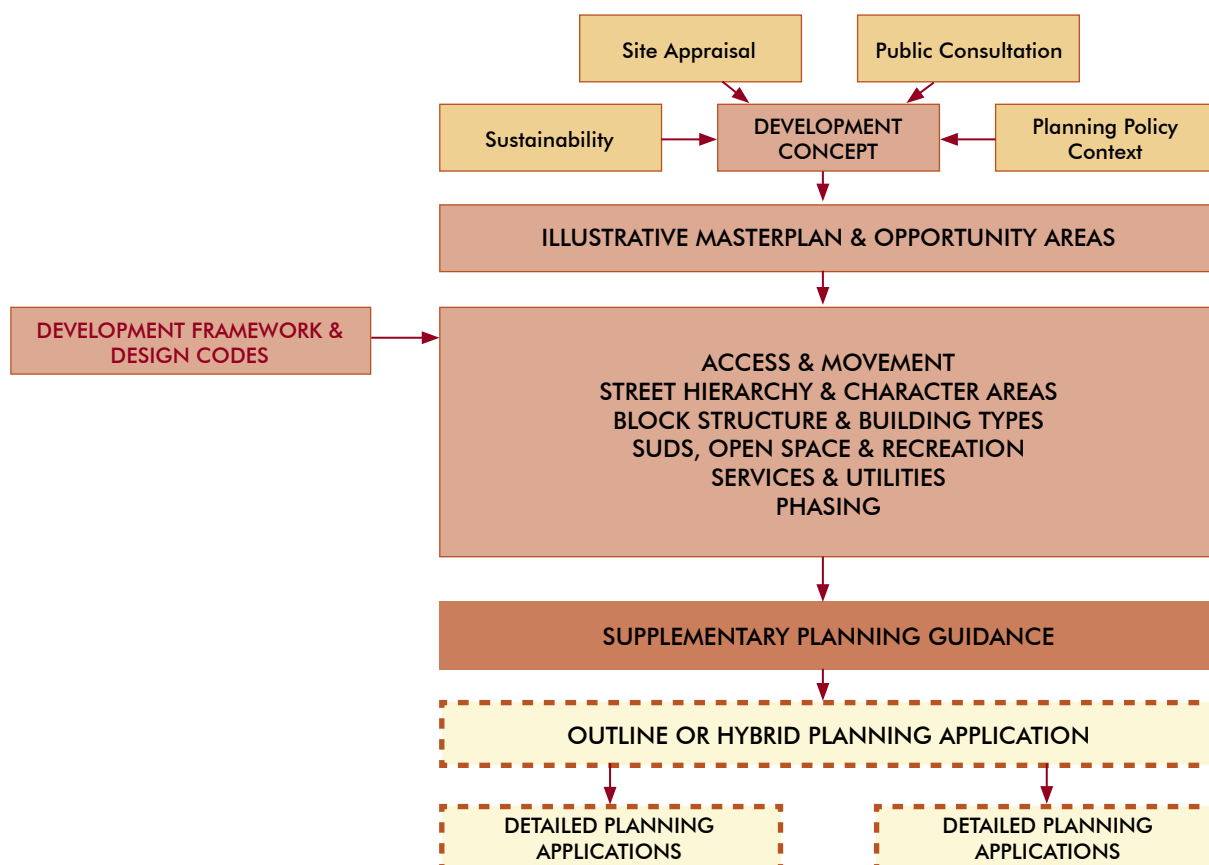 Site Appraisal
Public Consultation
Sustainability
DEVELOPMENT
CONCEPT
Planning Policy
Context
ILLUSTRATIVE MASTERPLAN & OPPORTUNITY AREAS
DEVELOPMENT FRAMEWORK &
DESIGN CODES
ACCESS & MOVEMENT
STREET HIERARCHY & CHARACTER AREAS
BLOCK STRUCTURE & BUILDING TYPES
SUDS, OPEN SPACE & RECREATION
SERVICES & UTILITIES
PHASING
SUPPLEMENTARY PLANNING GUIDANCE
OUTLINE OR HYBRID PLANNING APPLICATION
DETAILED PLANNING
APPLICATIONS
DETAILED PLANNING
APPLICATIONS